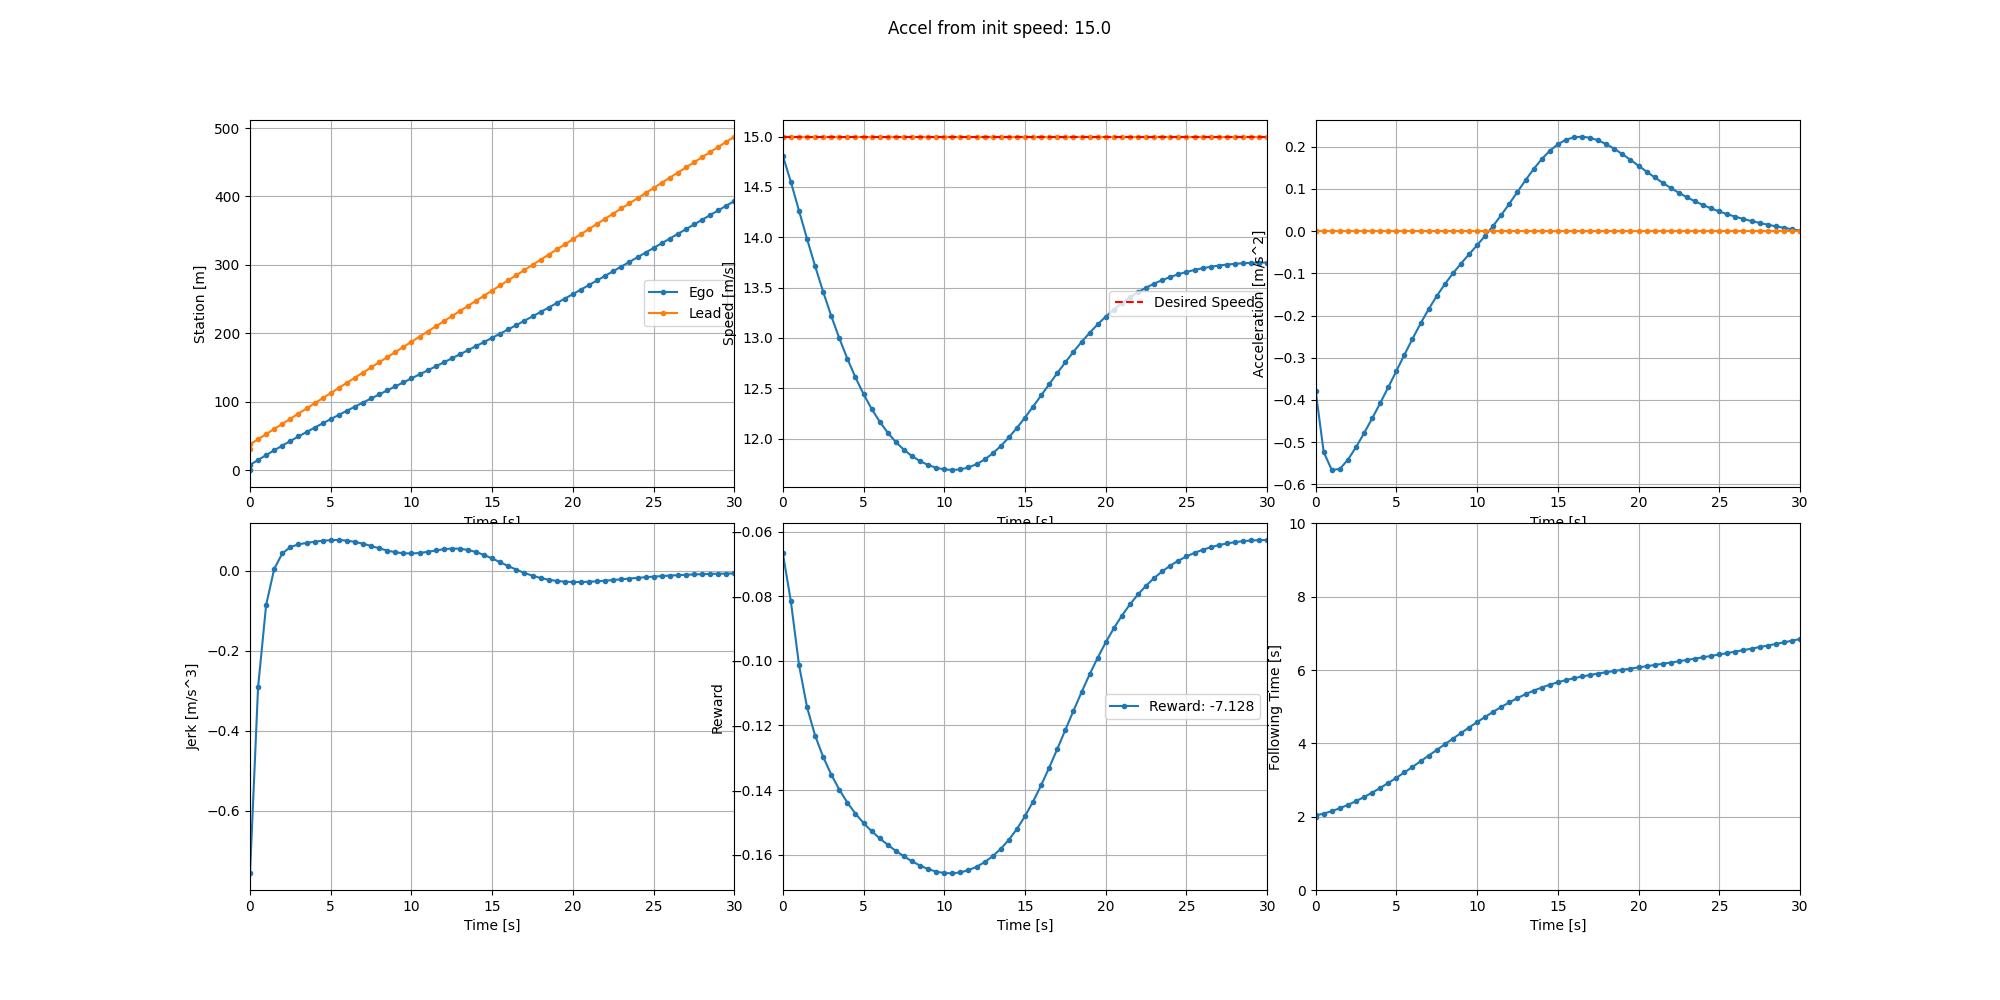 Accel from init speed: 15.0
500
400
300
200
100
0
Station [m]
Ego
Lead
0 5 10 15 20 25 30
Time [s]
15.0
14.5
14.0
13.5
13.0
12.5
12.0
Speed [m/s]
Desired Speed
0 5 10 15 20 25 30
Time [s]
0.2
0.1
0.0
−0.1
−0.2
−0.3
−0.4
−0.5
−0.6
Acceleration [m/s^2]
0 5 10 15 20 25 30
Time [s]
0.0
−0.2
−0.4
−0.6
Jerk [m/s^3]
0 5 10 15 20 25 30
Time [s]
−0.06
−0.08
−0.10
−0.12
−0.14
−0.16
Reward
Reward: -7.128
0 5 10 15 20 25 30
Time [s]
10
8
6
4
2
0
Following Time [s]
0 5 10 15 20 25 30
Time [s]